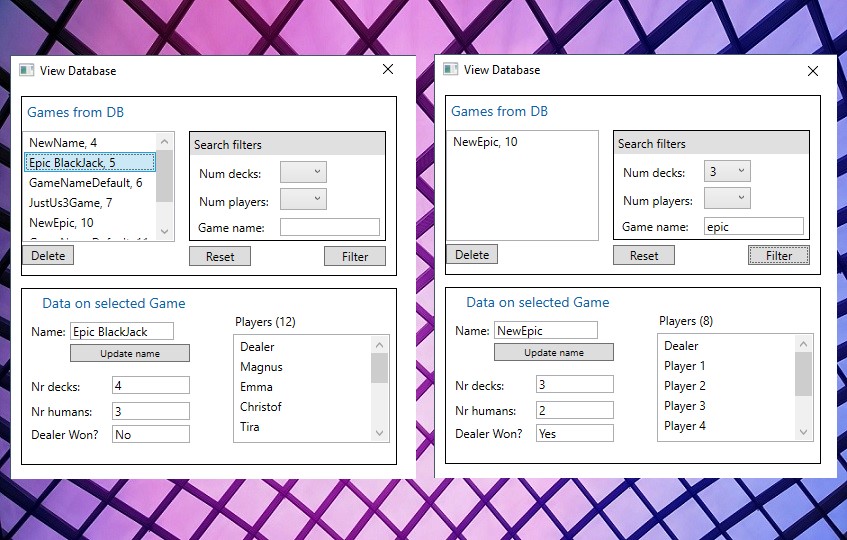 View Database
Games from DB
NewName, 4
Epic BlackJack, 5
GameNameDefault, 6
JustUs3Game, 7
NewEpic, 10
Delete
Search filters
Num decks:
Num players:
Game name:
Reset
Filter
Data on selected Game
Name: Epic BlackJack
Update name
Nr decks: 4
Nr humans: 3
Dealer Won? No
Players (12)
Dealer
Magnus
Emma
Christof
Tira
View Database
Games from DB
NewEpic, 10
Delete
Search filters
Num decks: 3
Num players:
Game name: epic
Reset
Filter
Data on selected Game
Name: NewEpic
Update name
Nr decks: 3
Nr humans: 2
Dealer Won? Yes
Players (8)
Dealer
Player 1
Player 2
Player 3
Player 4